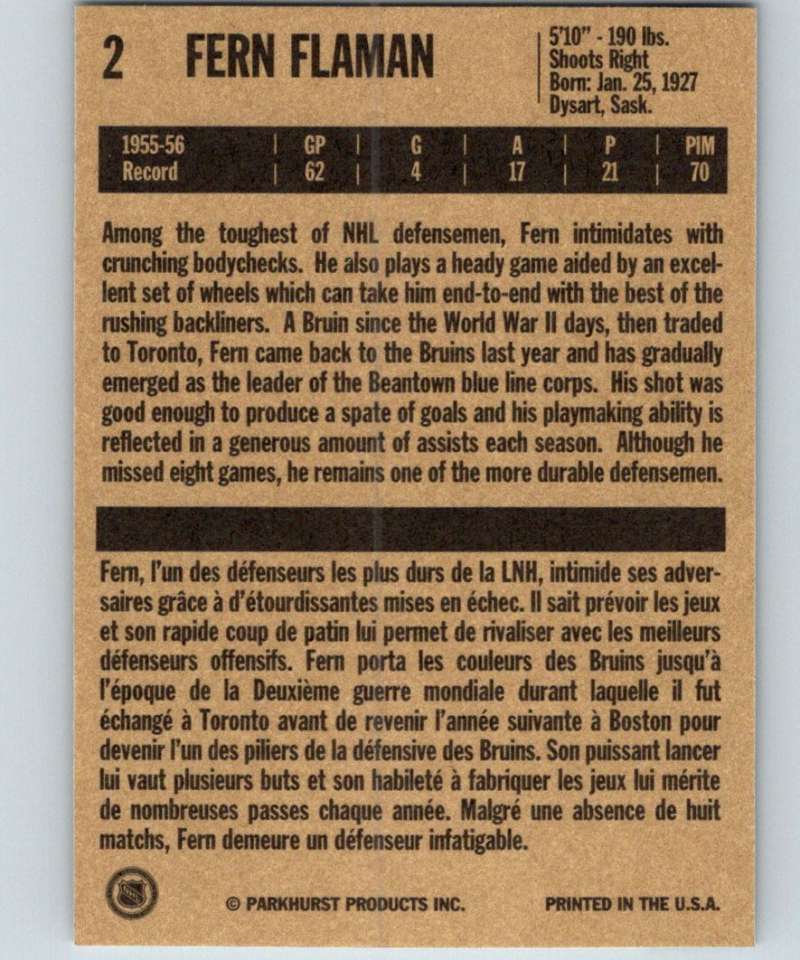 2 FERN FLAMAN
5'10" - 190 lbs.
Shoots Right
Born: Jan. 25, 1927
Dysart, Sask.
1955-56 | GP | G | A | P | PIM
Record | 62 | 4 | 17 | 21 | 70
Among the toughest of NHL defensemen, Fern intimidates with
crunching bodychecks. He also plays a heady game aided by an excel-
lent set of wheels which can take him end-to-end with the best of the
rushing backliners. A Bruin since the World War II days, then traded
to Toronto, Fern came back to the Bruins last year and has gradually
emerged as the leader of the Beantown blue line corps. His shot was
good enough to produce a spate of goals and his playmaking ability is
reflected in a generous amount of assists each season. Although he
missed eight games, he remains one of the more durable defensemen.
Fern, l'un des défenseurs les plus durs de la LNH, intimide ses adver-
saires grâce à d'étourdissantes mises en échec. Il sait prévoir les jeux
et son rapide coup de patin lui permet de rivaliser avec les meilleurs
défenseurs offensifs. Fern porta les couleurs des Bruins jusqu'à
l'époque de la Deuxième guerre mondiale durant laquelle il fut
échangé à Toronto avant de revenir l'année suivante à Boston pour
devenir l'un des piliers de la défensive des Bruins. Son puissant lancer
lui vaut plusieurs buts et son habileté à fabriquer les jeux lui mérite
de nombreuses passes chaque année. Malgré une absence de huit
matchs, Fern demeure un défenseur infatigable.
© PARKHURST PRODUCTS INC. PRINTED IN THE U.S.A.